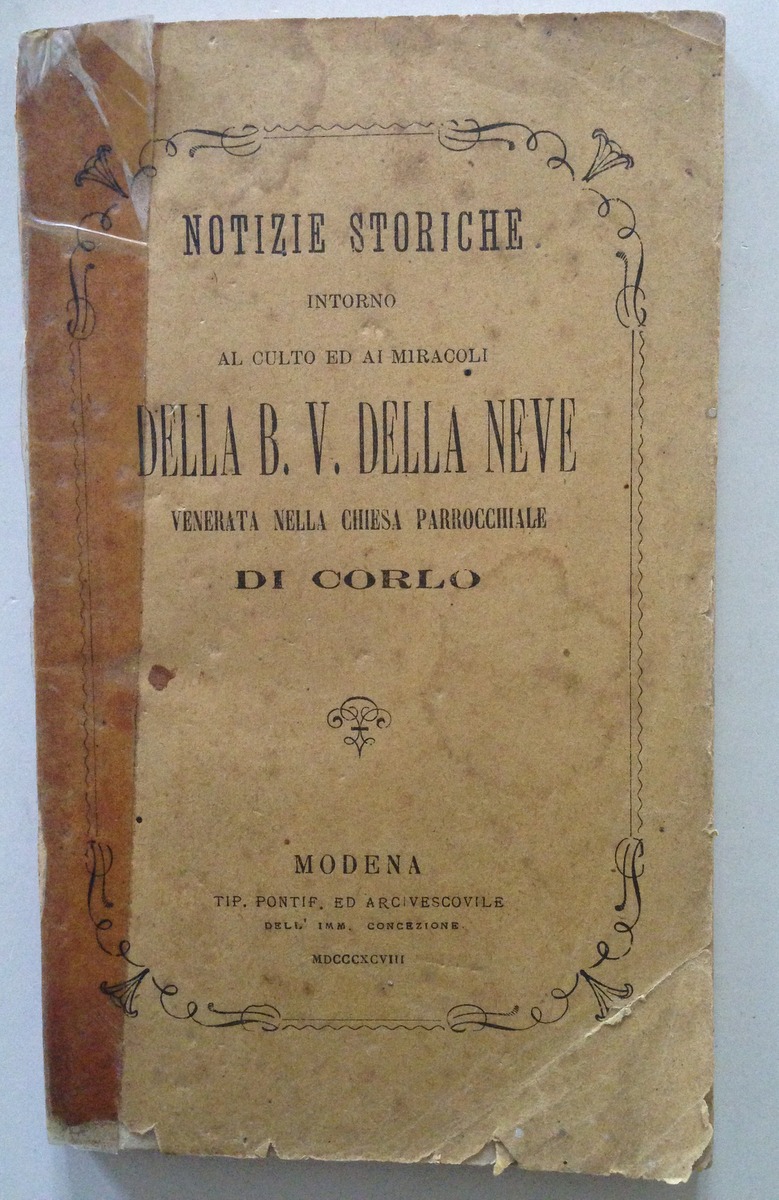 NOTIZIE STORICHE
INTORNO
AL CULTO ED AI MIRACOLI
DELLA B. V. DELLA NEVE
VENERATA NELLA CHIESA PARROCCHIALE
DI CORLO
MODENA
TIP. PONTIF. ED ARCIVESCOVILE
DELL' IMM. CONCEZIONE.
MDCCCXCVIII